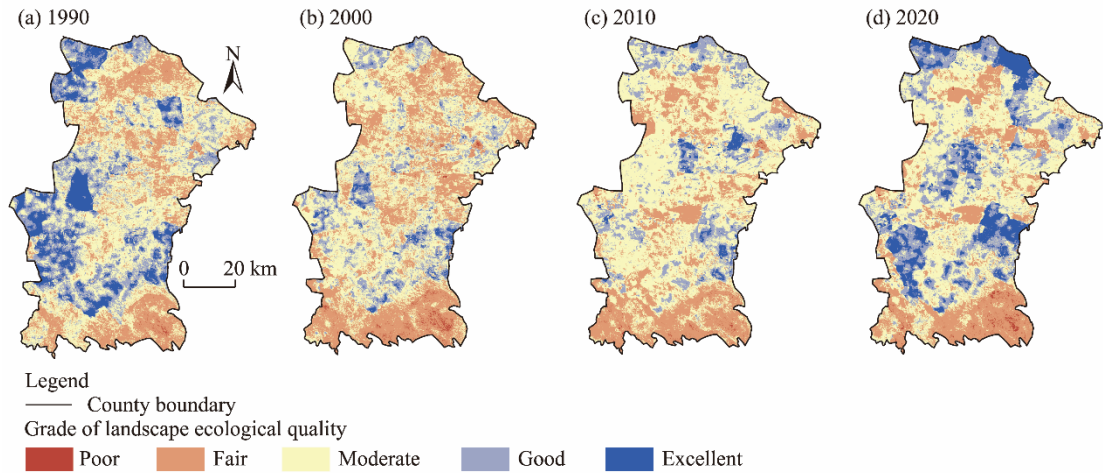 (a) 1990
(b) 2000
(c) 2010
(d) 2020
N
0 20 km
Legend
County boundary
Grade of landscape ecological quality
Poor Fair Moderate Good Excellent